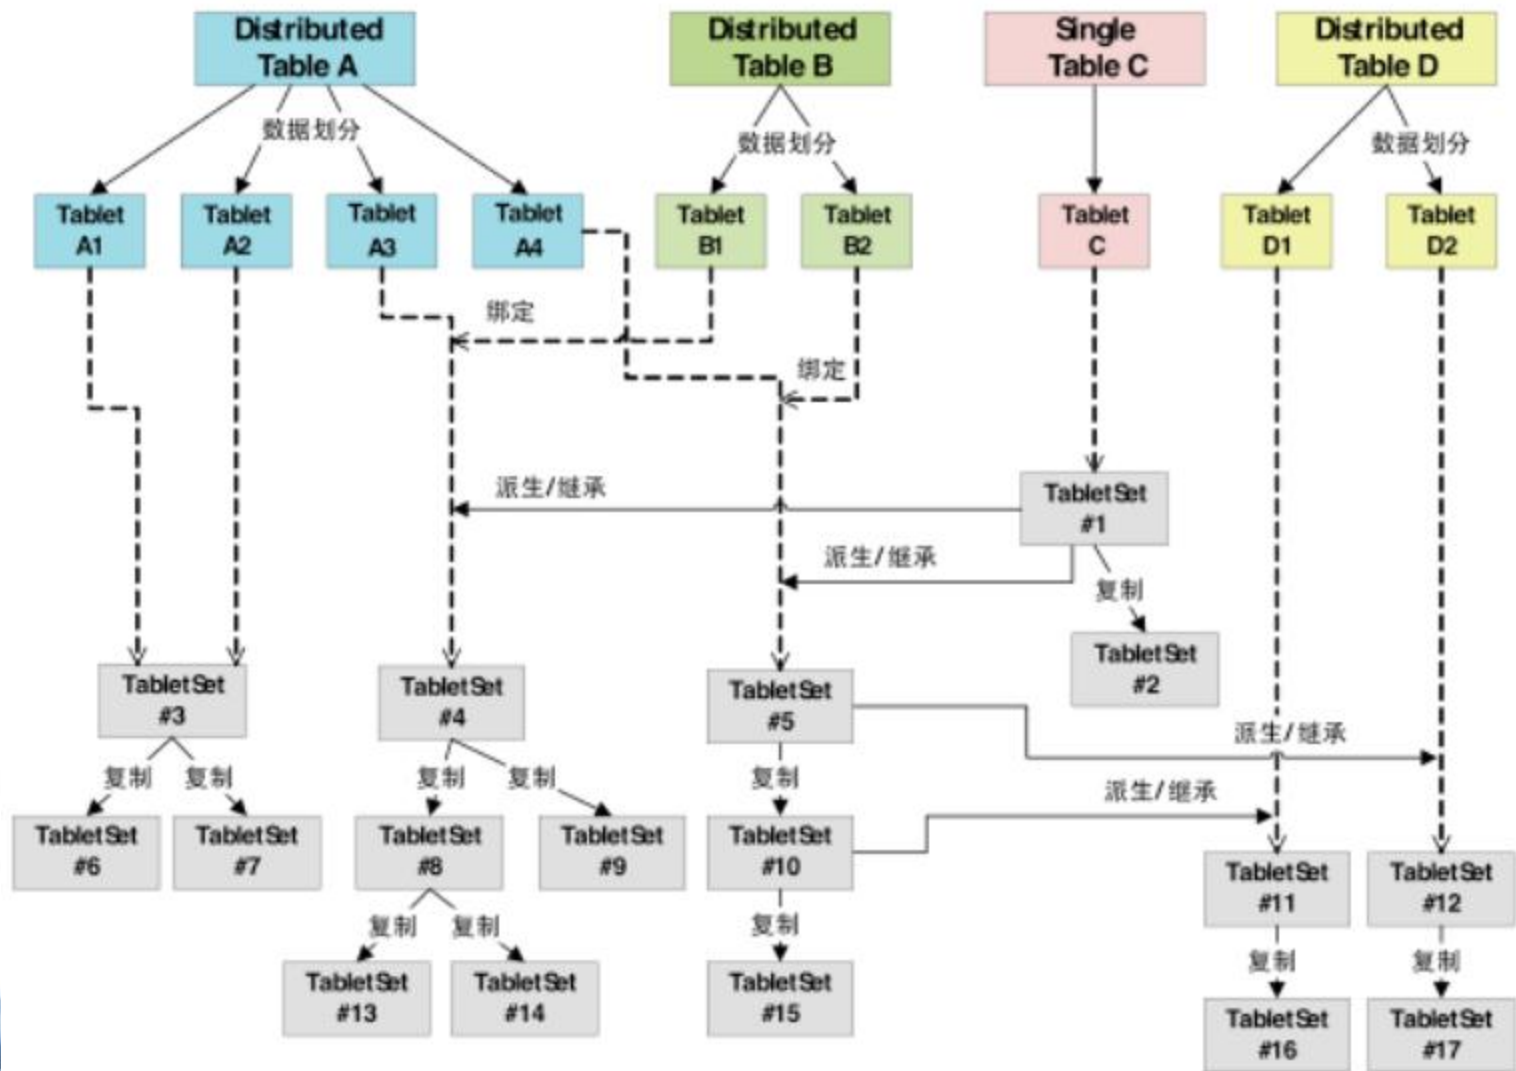 Distributed
Table A
Distributed
Table B
Single
Table C
Distributed
Table D
数据划分
数据划分
数据划分
Tablet
A1
Tablet
A2
Tablet
A3
Tablet
A4
Tablet
B1
Tablet
B2
Tablet
C
Tablet
D1
Tablet
D2
绑定
绑定
派生/继承
TabletSet
#1
派生/继承
复制
TabletSet
#2
TabletSet
#3
TabletSet
#4
TabletSet
#5
派生/继承
复制
复制
复制
复制
复制
派生/继承
TabletSet
#6
TabletSet
#7
TabletSet
#8
TabletSet
#9
TabletSet
#10
TabletSet
#11
TabletSet
#12
复制
复制
复制
复制
复制
TabletSet
#13
TabletSet
#14
TabletSet
#15
TabletSet
#16
TabletSet
#17